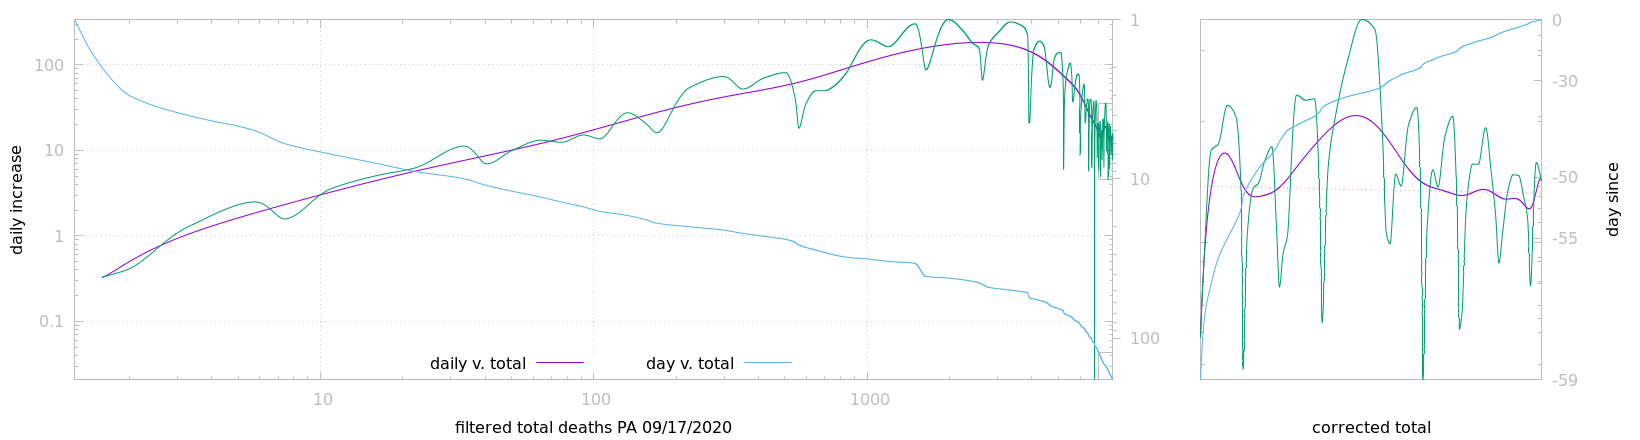 daily increase
100
10
1
0.1
10
100
1000
filtered total deaths PA 09/17/2020
daily v. total
day v. total
1
10
100
0
-30
-50
-55
-59
day since
corrected total